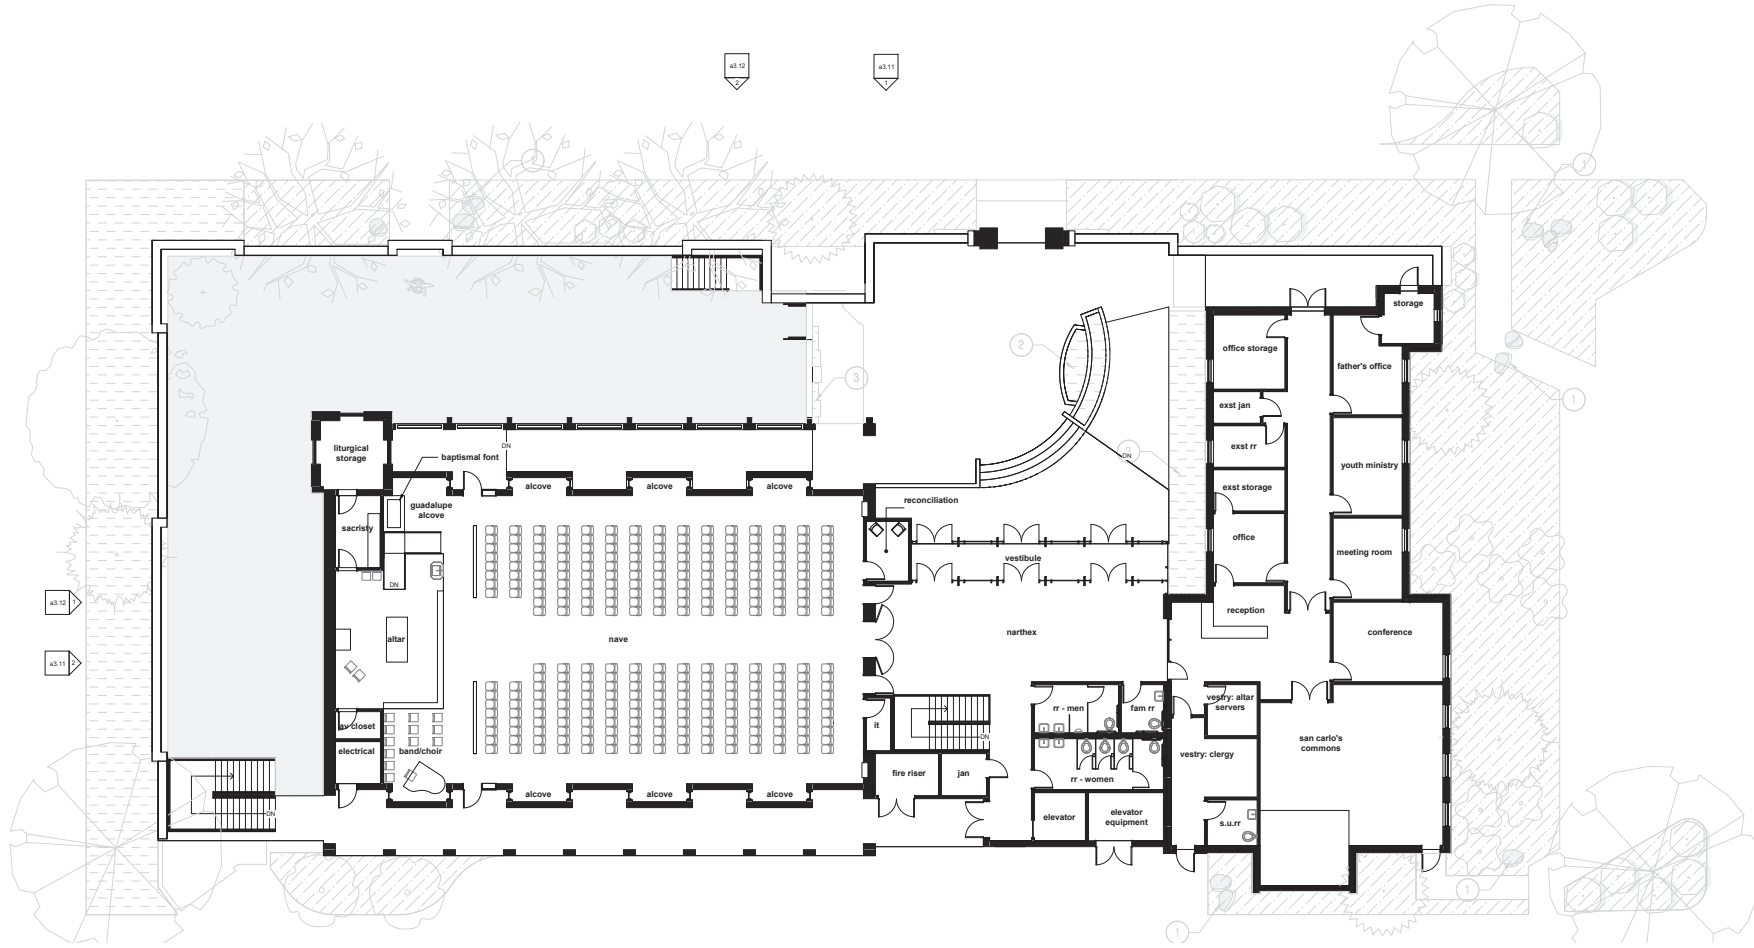 a3.12
2
a3.11
1
1
1
storage
office storage
2
father's office
3
1
exst jan
exst rr
DN
liturgical
storage
baptismal font
2
DN
youth ministry
alcove
alcove
alcove
exst storage
guadalupe
alcove
reconciliation
sacristy
office
meeting room
vestibule
DN
a3.12
1
reception
altar
nave
narthex
conference
a3.11
2
vestry: altar
servers
rr - men
fam rr
av closet
it
DN
san carlo's
commons
electrical
band/choir
vestry: clergy
fire riser
jan
rr - women
alcove
alcove
alcove
DN
elevator
elevator
equipment
s.u.rr
1
1